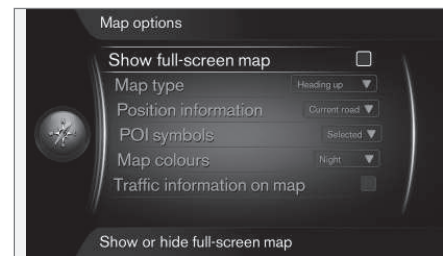 Map options
Show full-screen map
Map type Heading up
Position information Current road
POI symbols Selected
Map colours Night
Traffic information on map
Show or hide full-screen map